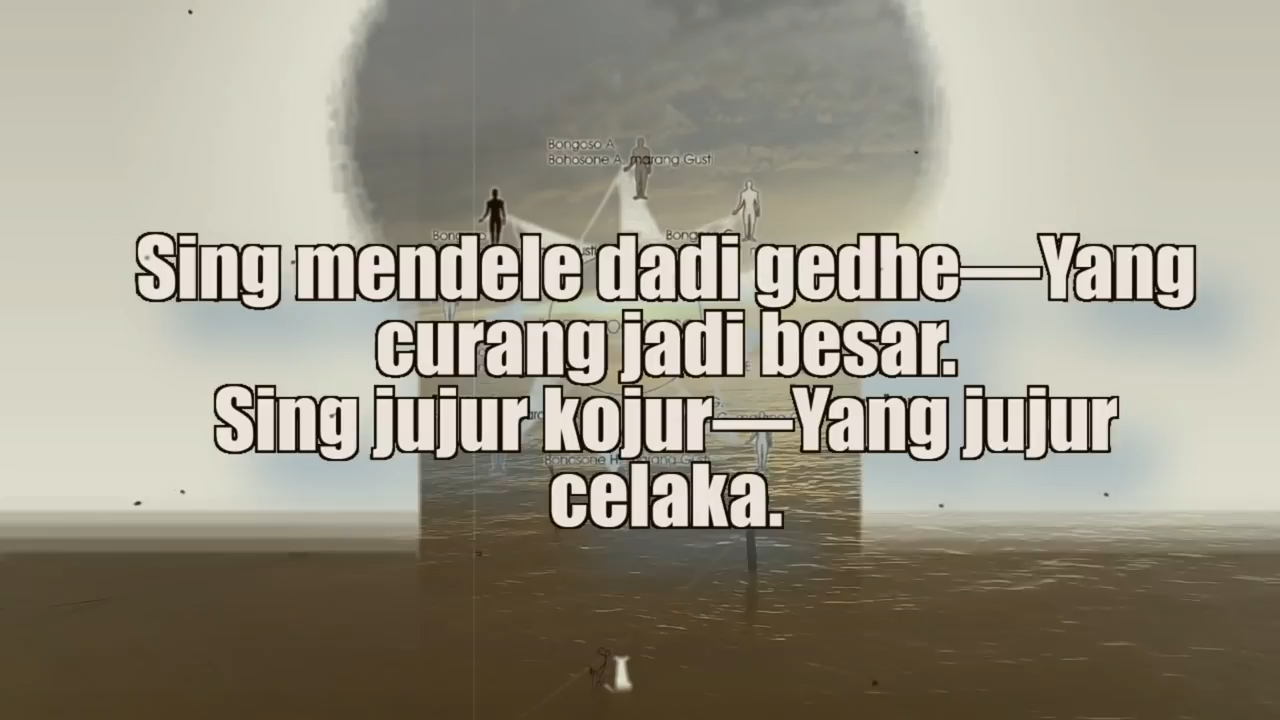 Bongoso A
Bohosone A marang Gusti
Sing mendele dadi gedhe—Yang
curang jadi besar.
Sing jujur kojur—Yang jujur
celaka.